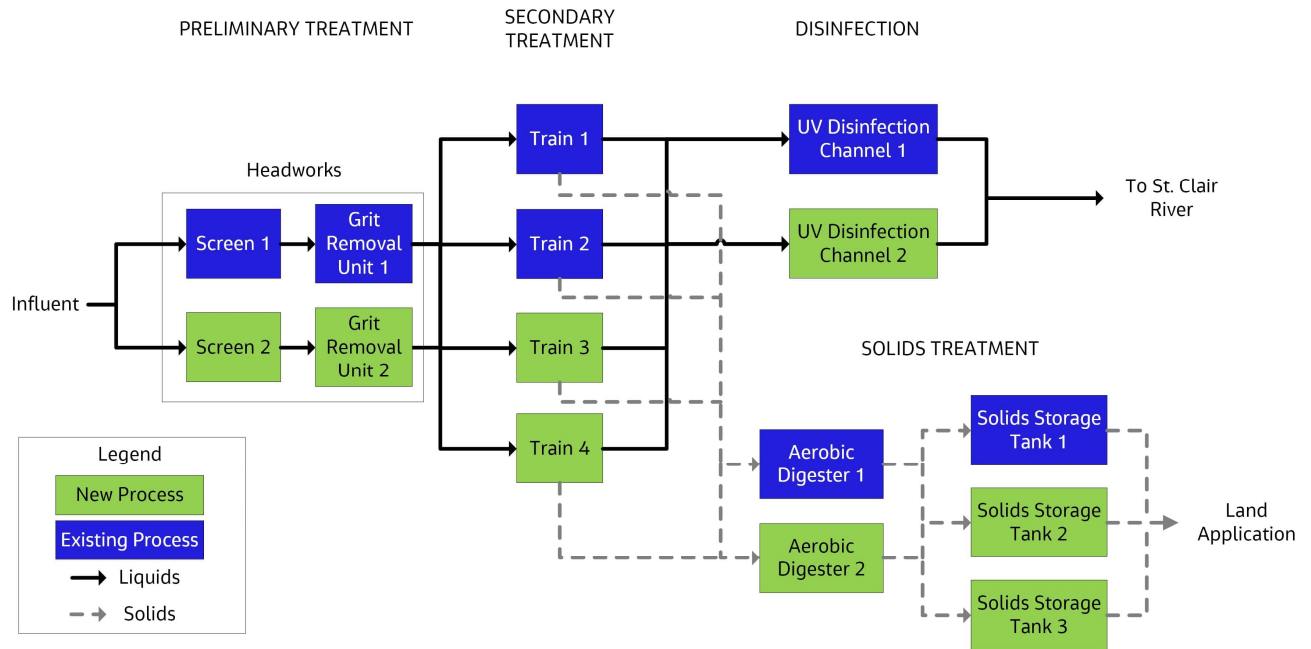 PRELIMINARY TREATMENT
SECONDARY
TREATMENT
DISINFECTION
Headworks
Influent
Screen 1
Grit
Removal
Unit 1
Screen 2
Grit
Removal
Unit 2
Train 1
Train 2
Train 3
Train 4
UV Disinfection
Channel 1
UV Disinfection
Channel 2
To St. Clair
River
SOLIDS TREATMENT
Aerobic
Digester 1
Aerobic
Digester 2
Solids Storage
Tank 1
Solids Storage
Tank 2
Solids Storage
Tank 3
Land
Application
Legend
New Process
Existing Process
Liquids
Solids